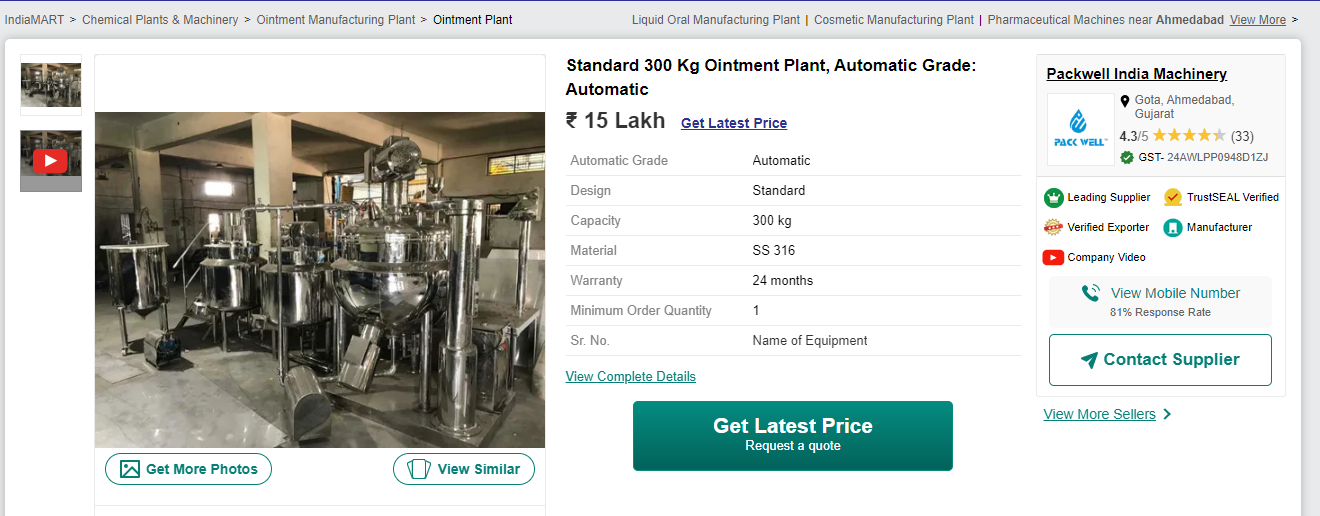 IndiaMART > Chemical Plants & Machinery > Ointment Manufacturing Plant > Ointment Plant
Liquid Oral Manufacturing Plant | Cosmetic Manufacturing Plant | Pharmaceutical Machines near Ahmedabad View More >
Standard 300 Kg Ointment Plant, Automatic Grade:
Automatic
₹ 15 Lakh Get Latest Price
Automatic Grade Automatic
Design Standard
Capacity 300 kg
Material SS 316
Warranty 24 months
Minimum Order Quantity 1
Sr. No. Name of Equipment
View Complete Details
Get Latest Price
Request a quote
Get More Photos
View Similar
Packwell India Machinery
PACK WELL
Gota, Ahmedabad,
Gujarat
4.3/5 (33)
GST- 24AWLPP0948D1ZJ
Leading Supplier TrustSEAL Verified
Verified Exporter Manufacturer
Company Video
View Mobile Number
81% Response Rate
Contact Supplier
View More Sellers >